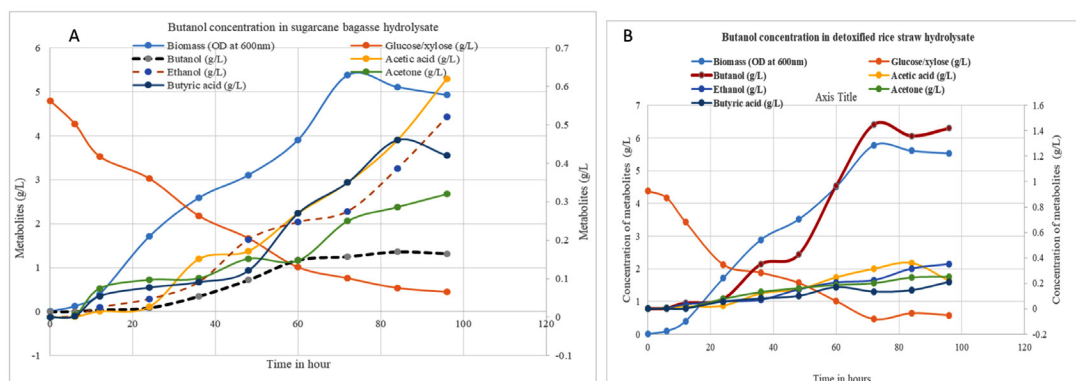 A
Butanol concentration in sugarcane bagasse hydrolysate
Biomass (OD at 600nm)
Glucose/xylose (g/L)
Butanol (g/L)
Acetic acid (g/L)
Ethanol (g/L)
Acetone (g/L)
Butyric acid (g/L)
6
5
4
3
2
1
0
-1
Metabolites (g/L)
0.7
0.6
0.5
0.4
0.3
0.2
0.1
0
-0.1
Metabolites (g/L)
0
20
40
60
80
100
120
Time in hour
B
Butanol concentration in detoxified rice straw hydrolysate
Biomass (OD at 600nm)
Glucose/xylose (g/L)
Butanol (g/L)
Acetic acid (g/L)
Ethanol (g/L)
Acetone (g/L)
Butyric acid (g/L)
Axis Title
7
6
5
4
3
2
1
0
Concentration of metabolites (g/L)
1.6
1.4
1.2
1
0.8
0.6
0.4
0.2
0
-0.2
Concentration of metabolites (g/L)
0
20
40
60
80
100
120
Time in hours